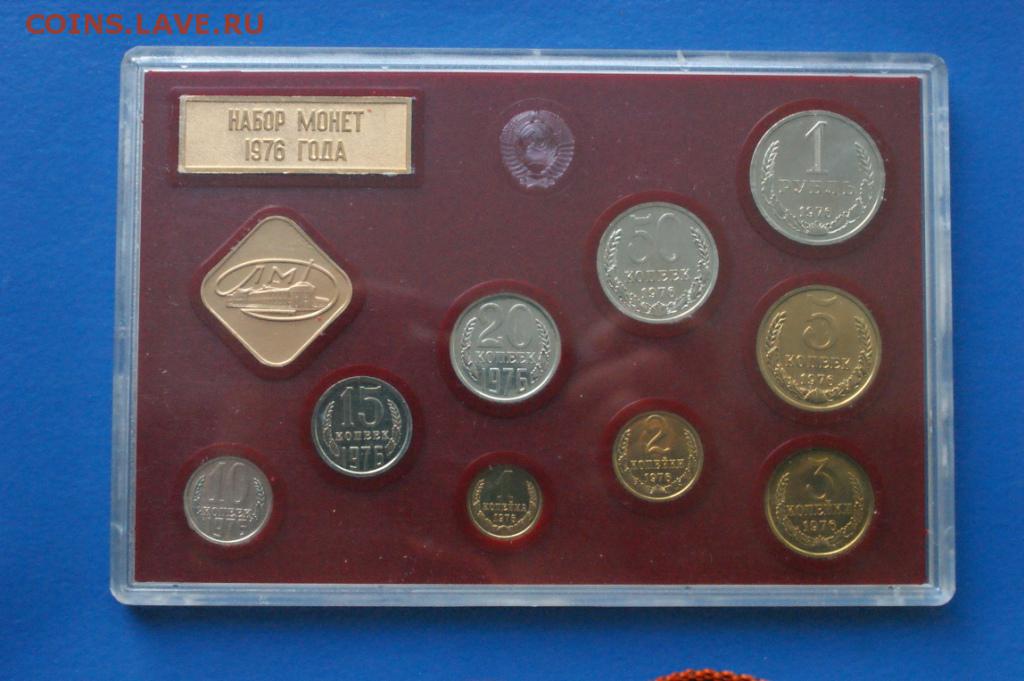 COINS.LAVE.RU
НАБОР МОНЕТ
1976 ГОДА
1
РУБЛЬ
1976
50
КОПЕЕК
1976
ЛМД
20
КОПЕЕК
1976
5
КОПЕЕК
1976
15
КОПЕЕК
1976
2
КОПЕЙКИ
1976
10
КОПЕЕК
1976
1
КОПЕЙКА
1976
3
КОПЕЙКИ
1976